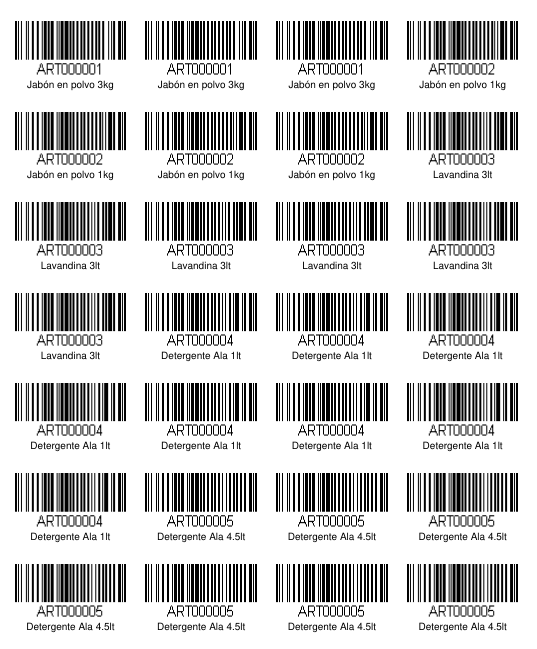 ART000001 ART000001 ART000001 ART000002
Jabón en polvo 3kg Jabón en polvo 3kg Jabón en polvo 3kg Jabón en polvo 1kg
ART000002 ART000002 ART000002 ART000003
Jabón en polvo 1kg Jabón en polvo 1kg Jabón en polvo 1kg Lavandina 3lt
ART000003 ART000003 ART000003 ART000003
Lavandina 3lt Lavandina 3lt Lavandina 3lt Lavandina 3lt
ART000003 ART000004 ART000004 ART000004
Lavandina 3lt Detergente Ala 1lt Detergente Ala 1lt Detergente Ala 1lt
ART000004 ART000004 ART000004 ART000004
Detergente Ala 1lt Detergente Ala 1lt Detergente Ala 1lt Detergente Ala 1lt
ART000004 ART000005 ART000005 ART000005
Detergente Ala 1lt Detergente Ala 4.5lt Detergente Ala 4.5lt Detergente Ala 4.5lt
ART000005 ART000005 ART000005 ART000005
Detergente Ala 4.5lt Detergente Ala 4.5lt Detergente Ala 4.5lt Detergente Ala 4.5lt